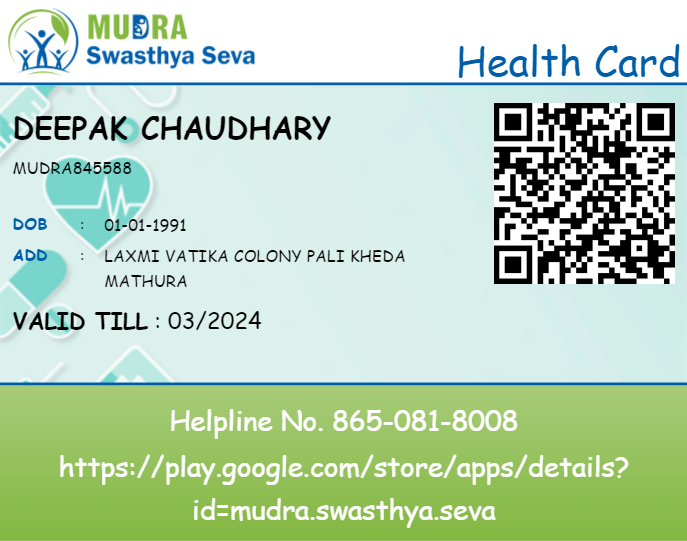 MUDRA
Swasthya Seva
Health Card
DEEPAK CHAUDHARY
MUDRA845588
DOB : 01-01-1991
ADD : LAXMI VATIKA COLONY PALI KHEDA
MATHURA
VALID TILL : 03/2024
Helpline No. 865-081-8008
https://play.google.com/store/apps/details?
id=mudra.swasthya.seva